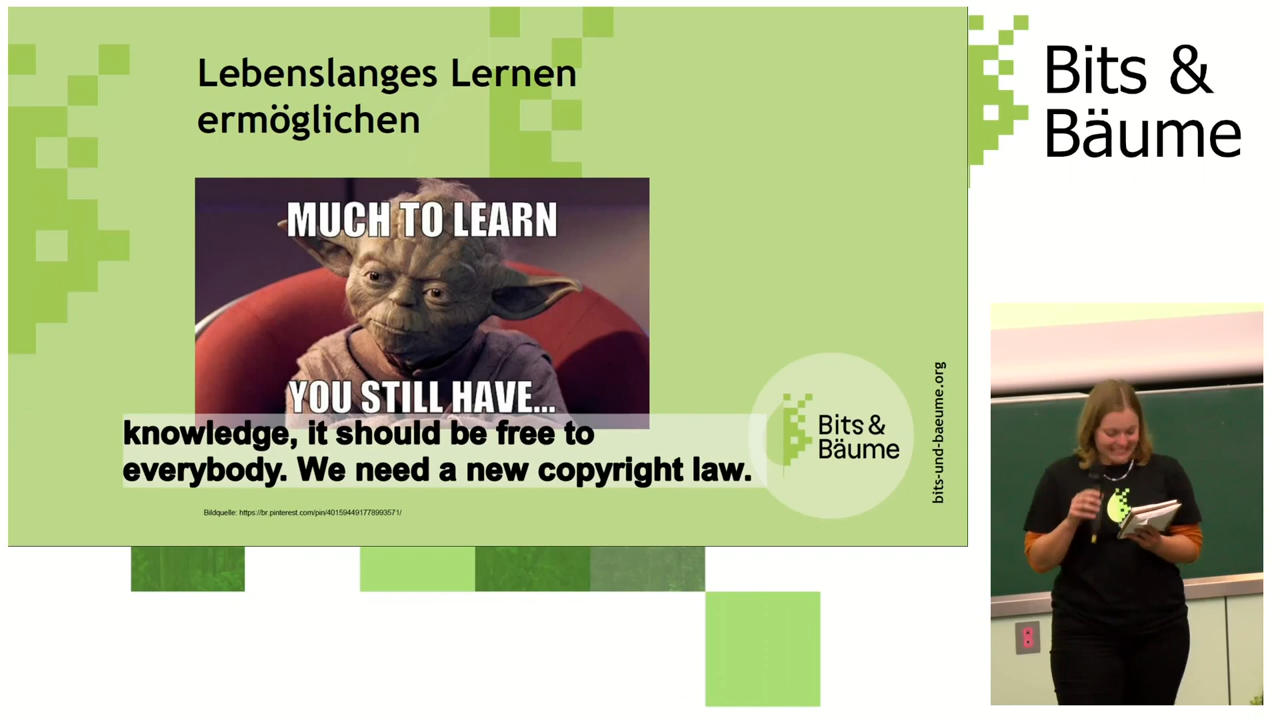 Lebenslanges Lernen
ermöglichen
MUCH TO LEARN
YOU STILL HAVE...
knowledge, it should be free to
everybody. We need a new copyright law.
Bildquelle: https://br.pinterest.com/pin/401594491778993571/
Bits &
Bäume
bits-und-baeume.org
Bits &
Bäume